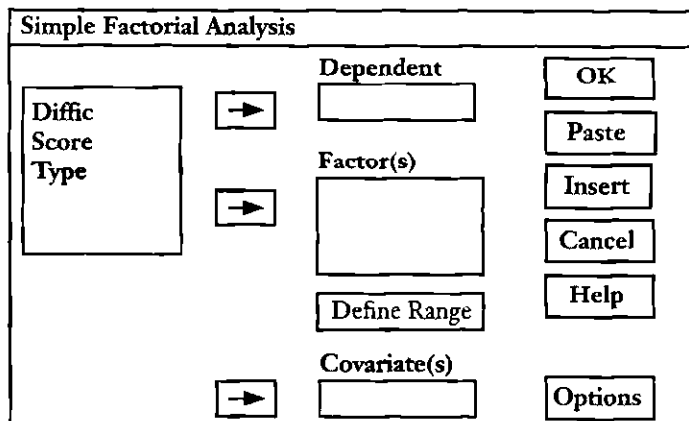 Simple Factorial Analysis
Diffic
Score
Type
Dependent
Factor(s)
Define Range
Covariate(s)
OK
Paste
Insert
Cancel
Help
Options